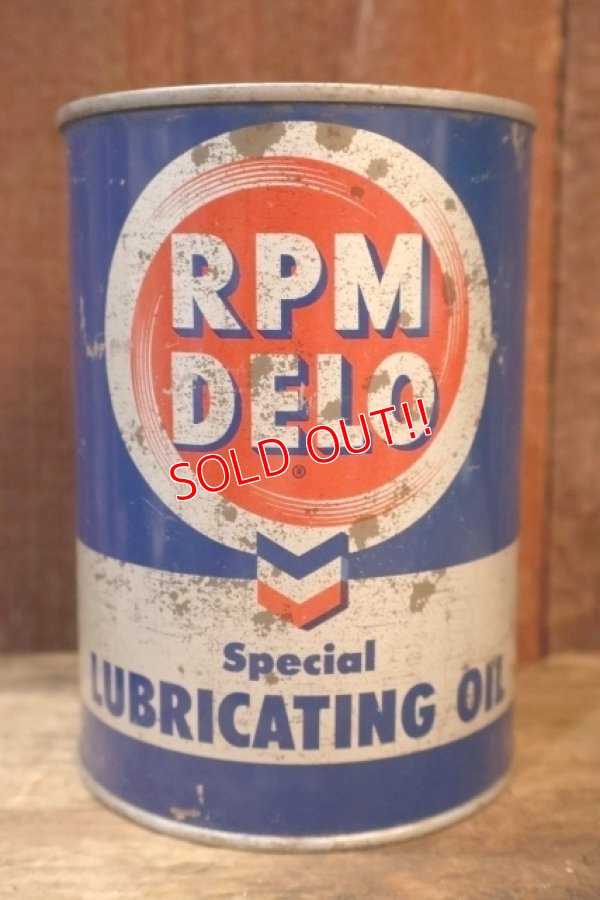 RPM
DELO
®
SOLD OUT!!
Special
LUBRICATING OIL